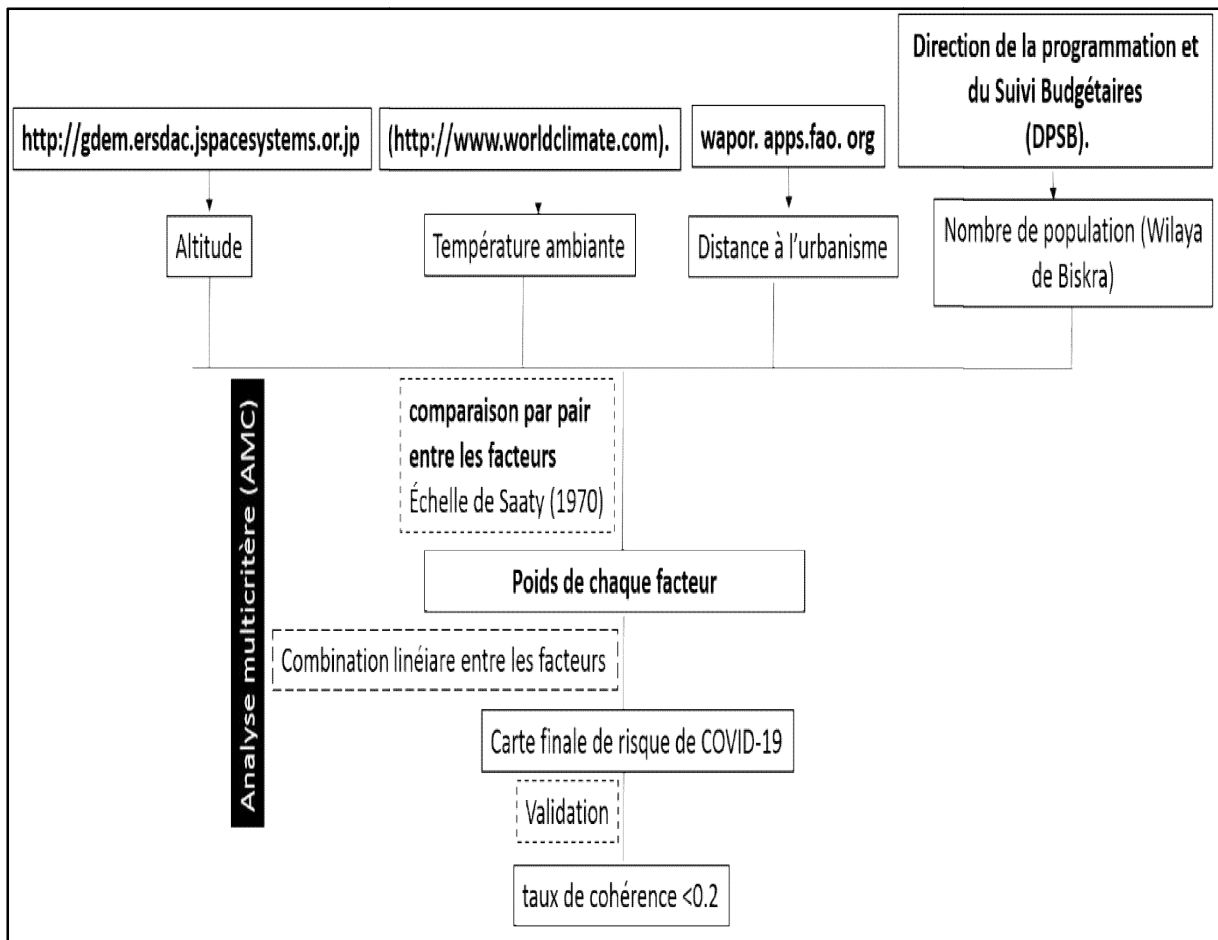 Direction de la programmation et
du Suivi Budgétaires
(DPSB).
http://gdem.ersdac.jspacesystems.or.jp
(http://www.worldclimate.com).
wapor. apps.fao. org
Altitude
Température ambiante
Distance à l'urbanisme
Nombre de population (Wilaya
de Biskra)
Analyse multicritère (AMC)
comparaison par pair
entre les facteurs
Échelle de Saaty (1970)
Poids de chaque facteur
Combination linéiare entre les facteurs
Carte finale de risque de COVID-19
Validation
taux de cohérence <0.2